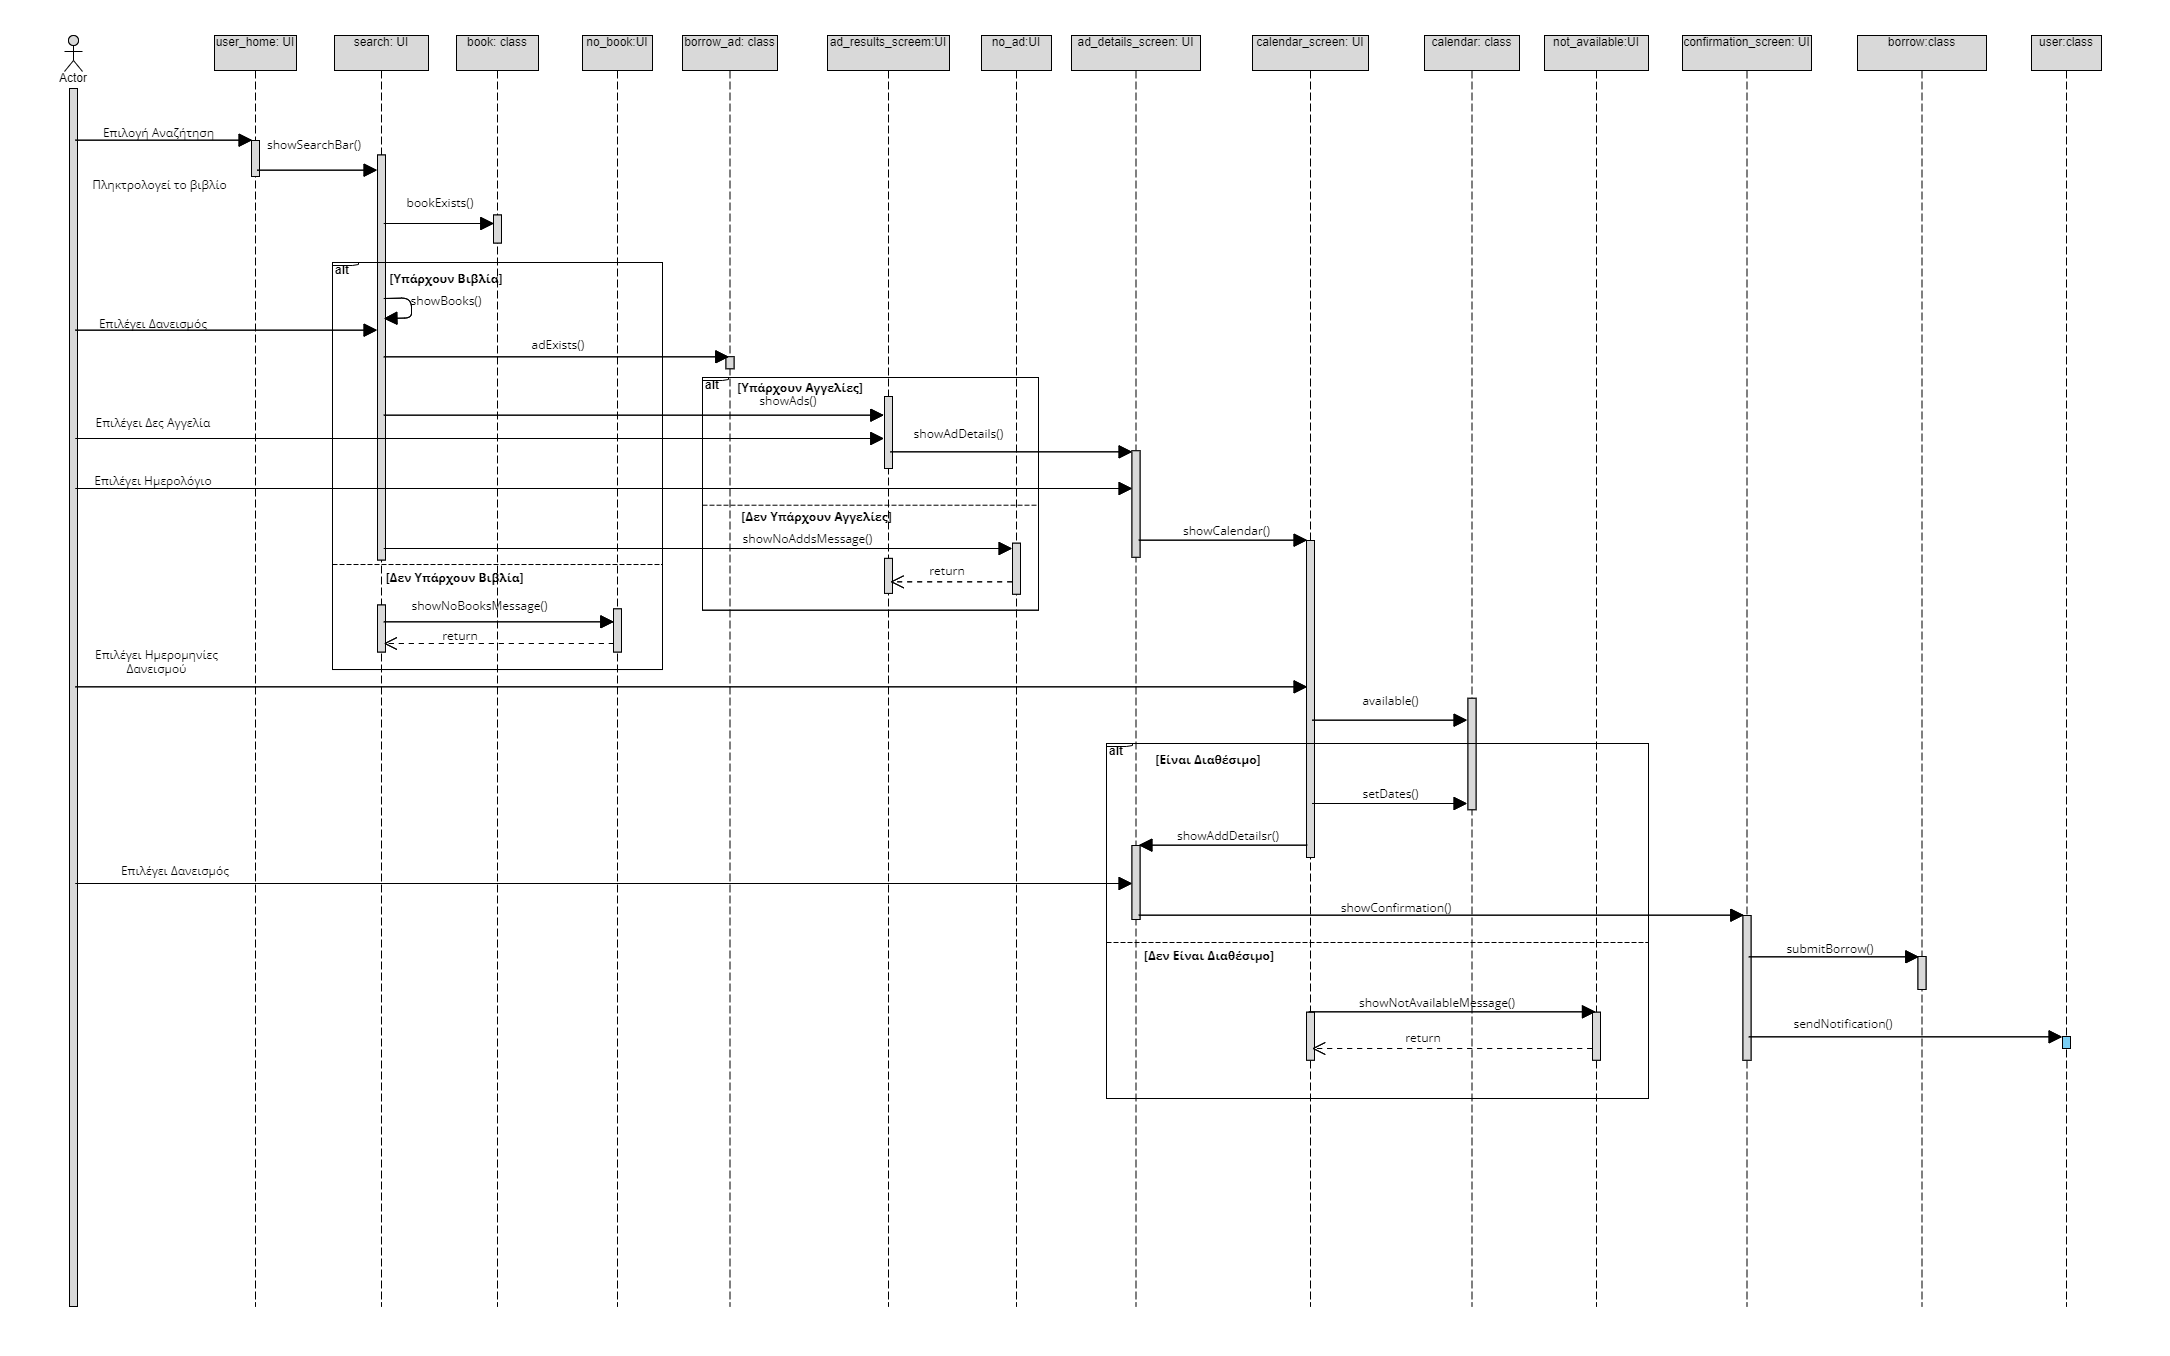 Actor
user_home: UI
search: UI
book: class
no_book:UI
borrow_ad: class
ad_results_screem:UI
no_ad:UI
ad_details_screen: UI
calendar_screen: UI
calendar: class
not_available:UI
confirmation_screen: UI
borrow:class
user:class
Επιλογή Αναζήτηση
showSearchBar()
Πληκτρολογεί το βιβλίο
bookExists()
alt
[Υπάρχουν Βιβλία]
showBooks()
Επιλέγει Δανεισμός
adExists()
alt
[Υπάρχουν Αγγελίες]
showAds()
Επιλέγει Δες Αγγελία
showAdDetails()
Επιλέγει Ημερολόγιο
[Δεν Υπάρχουν Αγγελίες]
showCalendar()
showNoAddsMessage()
return
[Δεν Υπάρχουν Βιβλία]
showNoBooksMessage()
return
Επιλέγει Ημερομηνίες
Δανεισμού
available()
alt
[Είναι Διαθέσιμο]
setDates()
showAddDetailsr()
Επιλέγει Δανεισμός
showConfirmation()
submitBorrow()
[Δεν Είναι Διαθέσιμο]
showNotAvailableMessage()
sendNotification()
return